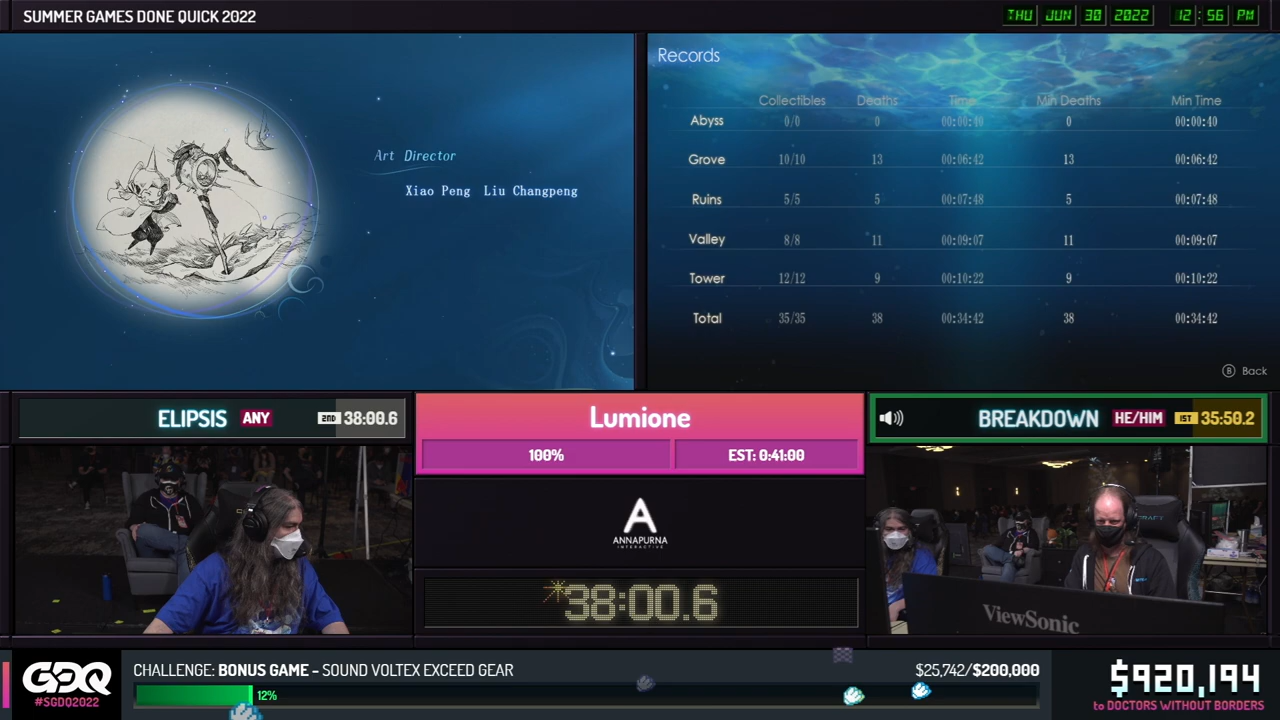 SUMMER GAMES DONE QUICK 2022
THU JUN 30 2022 12:56 PM
Art Director
Xiao Peng Liu Changpeng
Records
Collectibles Deaths Time Min Deaths Min Time
Abyss 0/0 0 00:00:40 0 00:00:40
Grove 10/10 13 00:06:42 13 00:06:42
Ruins 5/5 5 00:07:48 5 00:07:48
Valley 8/8 11 00:09:07 11 00:09:07
Tower 12/12 9 00:10:22 9 00:10:22
Total 35/35 38 00:34:42 38 00:34:42
B Back
ELIPSIS ANY 2ND 38:00.6
Lumione
100% EST: 0:41:00
BREAKDOWN HE/HIM 1ST 35:50.2
A
ANNAPURNA
INTERACTIVE
38:00.6
ViewSonic
GDQ
#SGDQ2022
CHALLENGE: BONUS GAME – SOUND VOLTEX EXCEED GEAR
$25,742/$200,000
12%
$920,194
to DOCTORS WITHOUT BORDERS